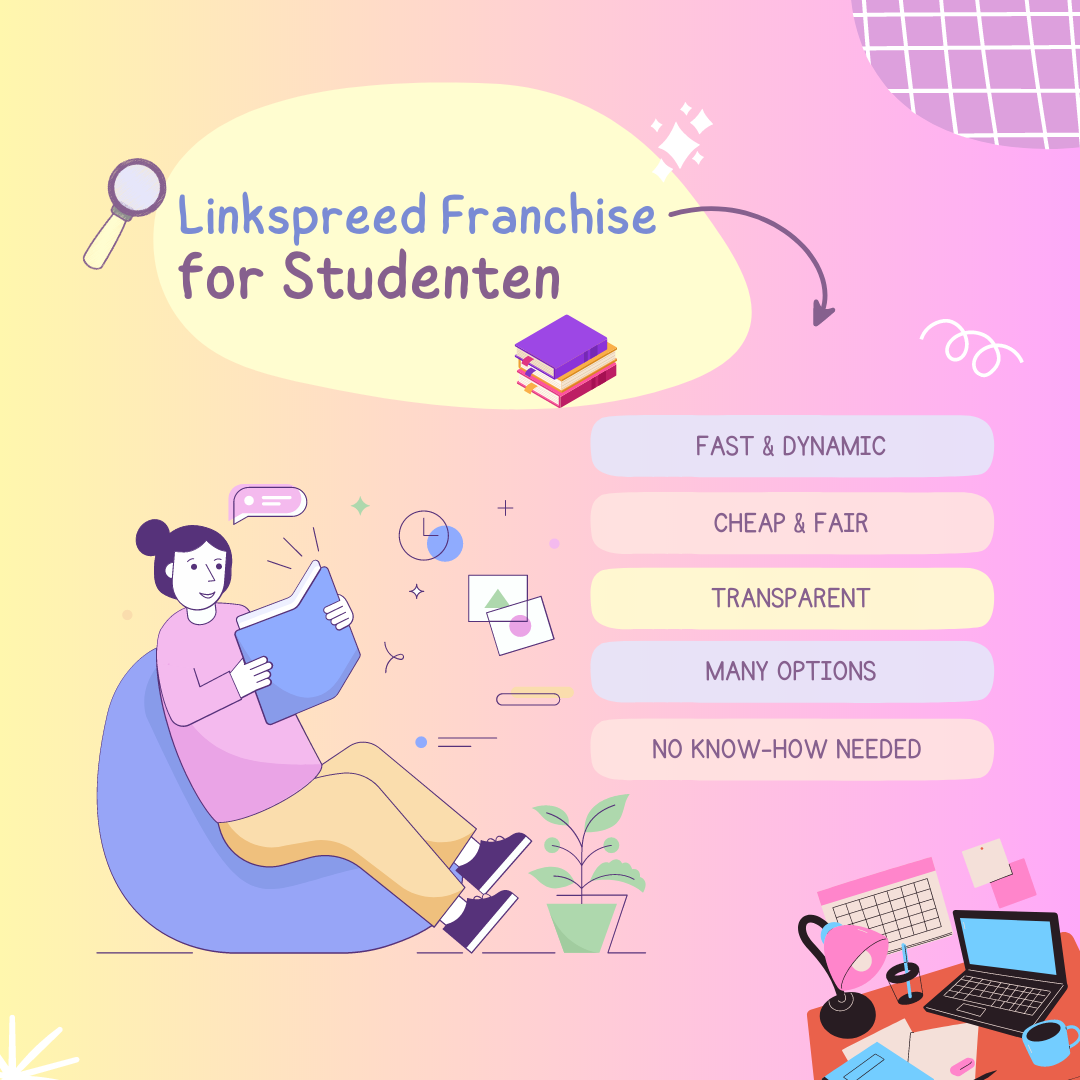 Linkspreed Franchise
for Studenten
FAST & DYNAMIC
CHEAP & FAIR
TRANSPARENT
MANY OPTIONS
NO KNOW-HOW NEEDED